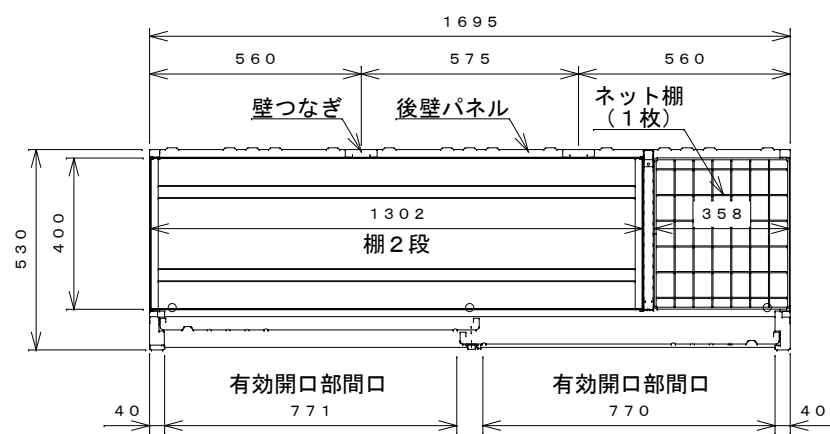 1695
560 575 560
壁つなぎ 後壁パネル ネット棚
（１枚）
530 400 1302 358
棚２段
有効開口部間口 有効開口部間口
40 771 770 40